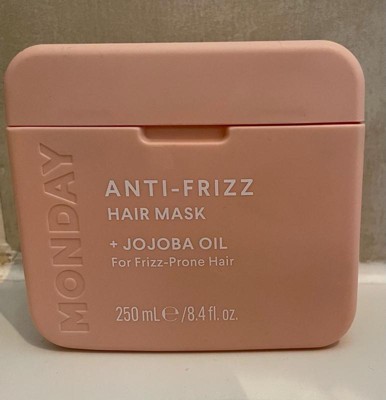 MONDAY
ANTI-FRIZZ
HAIR MASK
+ JOJOBA OIL
For Frizz-Prone Hair
250 mL℮/8.4 fl. oz.